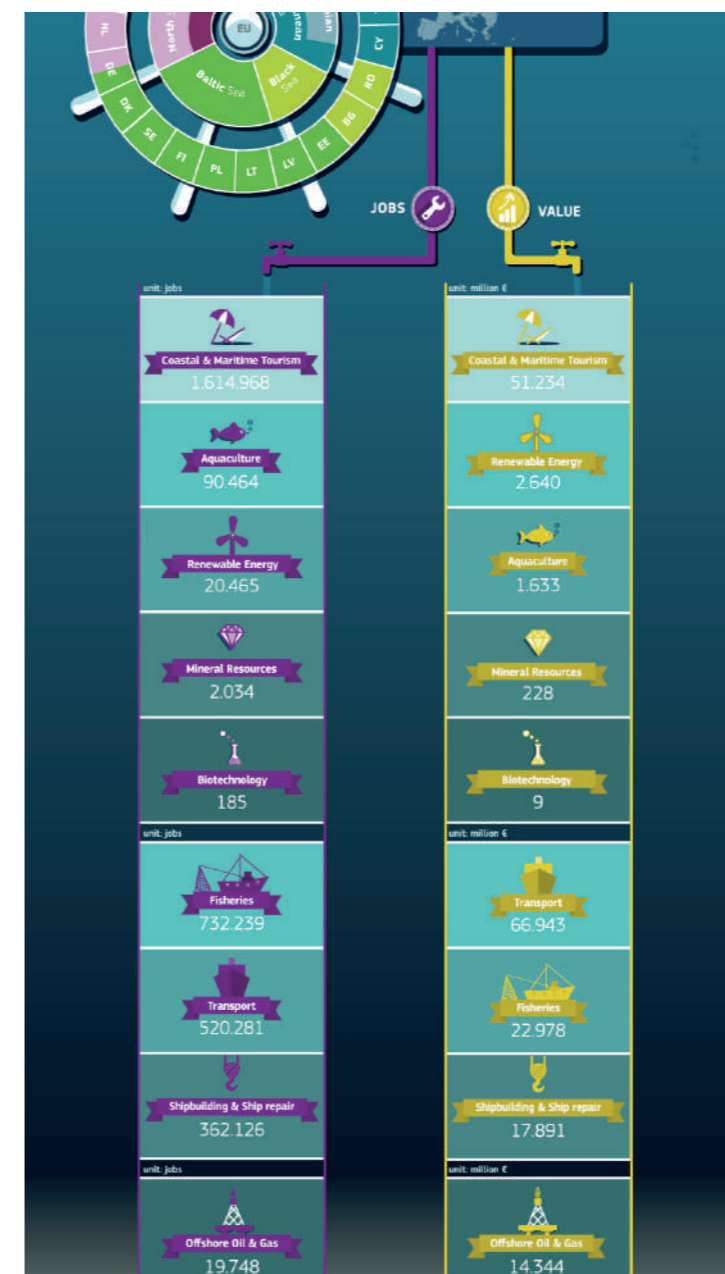 EU
NL
North
nean
nian
CY
DE
Baltic Sea
Black
Sea
RO
DK
BG
SE
EE
FI
LV
PL
LT
JOBS
VALUE
unit: jobs
Coastal & Maritime Tourism
1.614.968
Aquaculture
90.464
Renewable Energy
20.465
Mineral Resources
2.034
Biotechnology
185
unit: jobs
Fisheries
732.239
Transport
520.281
Shipbuilding & Ship repair
362.126
unit: jobs
Offshore Oil & Gas
19.748
unit: million €
Coastal & Maritime Tourism
51.234
Renewable Energy
2.640
Aquaculture
1.633
Mineral Resources
228
Biotechnology
9
unit: million €
Transport
66.943
Fisheries
22.978
Shipbuilding & Ship repair
17.891
unit: million €
Offshore Oil & Gas
14.344